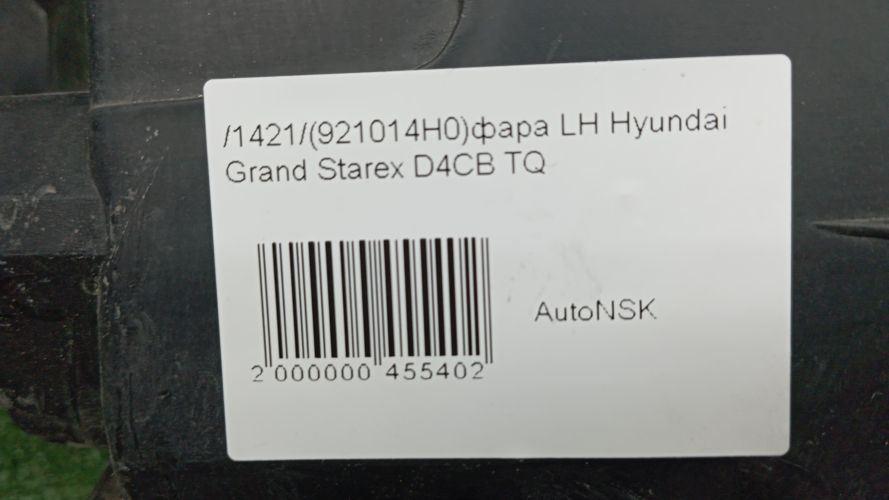 /1421/(921014H0)фара LH Hyundai
Grand Starex D4CB TQ
AutoNSK
2 000000 455402